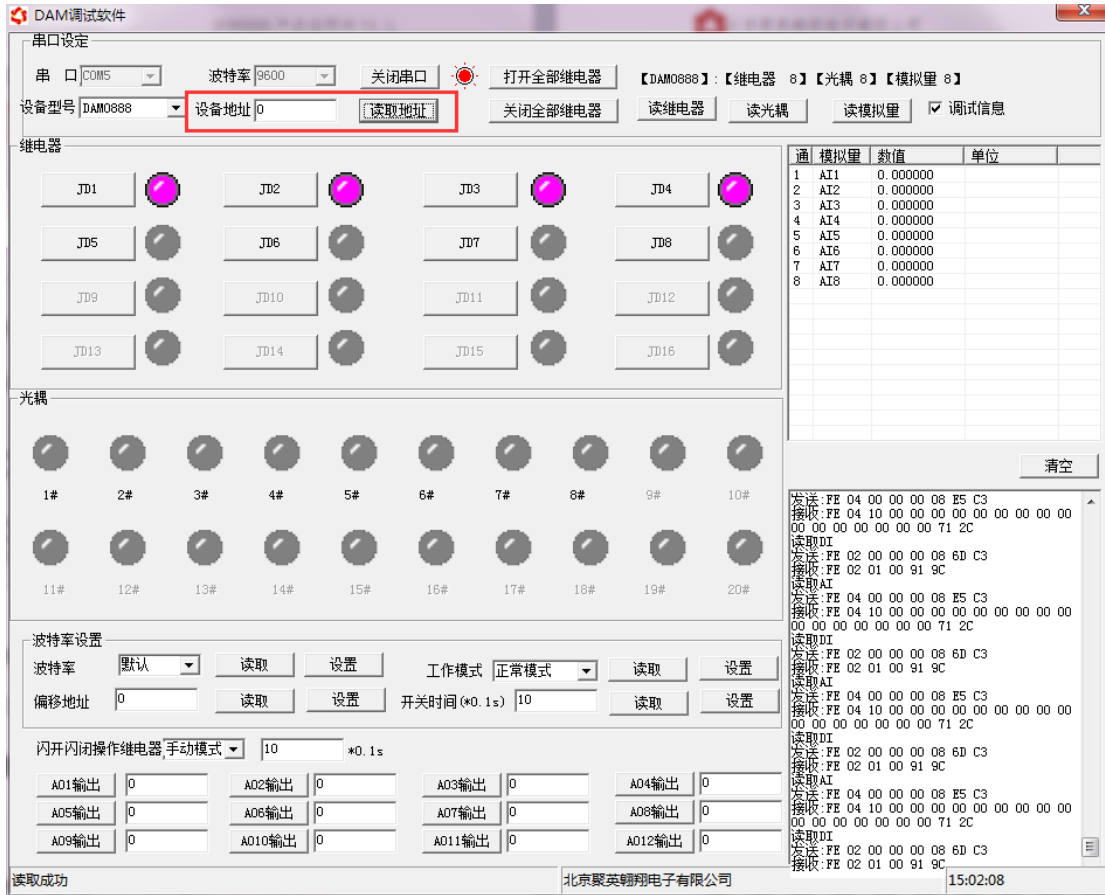 DAM调试软件
串口设定
串 口 COM5 波特率 9600 关闭串口 打开全部继电器 【DAM0888】:【继电器 8】【光耦 8】【模拟量 8】
设备型号 DAM0888 设备地址 0 读取地址 关闭全部继电器 读继电器 读光耦 读模拟量 调试信息
继电器
JD1 JD2 JD3 JD4
JD5 JD6 JD7 JD8
JD9 JD10 JD11 JD12
JD13 JD14 JD15 JD16
通 模拟量 数值 单位
1 AI1 0.000000
2 AI2 0.000000
3 AI3 0.000000
4 AI4 0.000000
5 AI5 0.000000
6 AI6 0.000000
7 AI7 0.000000
8 AI8 0.000000
光耦
1# 2# 3# 4# 5# 6# 7# 8# 9# 10#
11# 12# 13# 14# 15# 16# 17# 18# 19# 20#
清空
发送:FE 04 00 00 00 08 E5 C3
接收:FE 04 10 00 00 00 00 00 00 00 00 00
00 00 00 00 00 00 00 71 2C
读取DI
发送:FE 02 00 00 00 08 6D C3
接收:FE 02 01 00 91 9C
读取AI
发送:FE 04 00 00 00 08 E5 C3
接收:FE 04 10 00 00 00 00 00 00 00 00 00
00 00 00 00 00 00 00 71 2C
读取DI
发送:FE 02 00 00 00 08 6D C3
接收:FE 02 01 00 91 9C
读取AI
发送:FE 04 00 00 00 08 E5 C3
接收:FE 04 10 00 00 00 00 00 00 00 00 00
00 00 00 00 00 00 00 71 2C
读取DI
发送:FE 02 00 00 00 08 6D C3
接收:FE 02 01 00 91 9C
读取AI
发送:FE 04 00 00 00 08 E5 C3
接收:FE 04 10 00 00 00 00 00 00 00 00 00
00 00 00 00 00 00 00 71 2C
读取DI
发送:FE 02 00 00 00 08 6D C3
接收:FE 02 01 00 91 9C
波特率设置
波特率 默认 读取 设置 工作模式 正常模式 读取 设置
偏移地址 0 读取 设置 开关时间(*0.1s) 10 读取 设置
闪开闪闭操作继电器 手动模式 10 *0.1s
AO1输出 0 AO2输出 0 AO3输出 0 AO4输出 0
AO5输出 0 AO6输出 0 AO7输出 0 AO8输出 0
AO9输出 0 AO10输出 0 AO11输出 0 AO12输出 0
读取成功 北京聚英翱翔电子有限公司 15:02:08